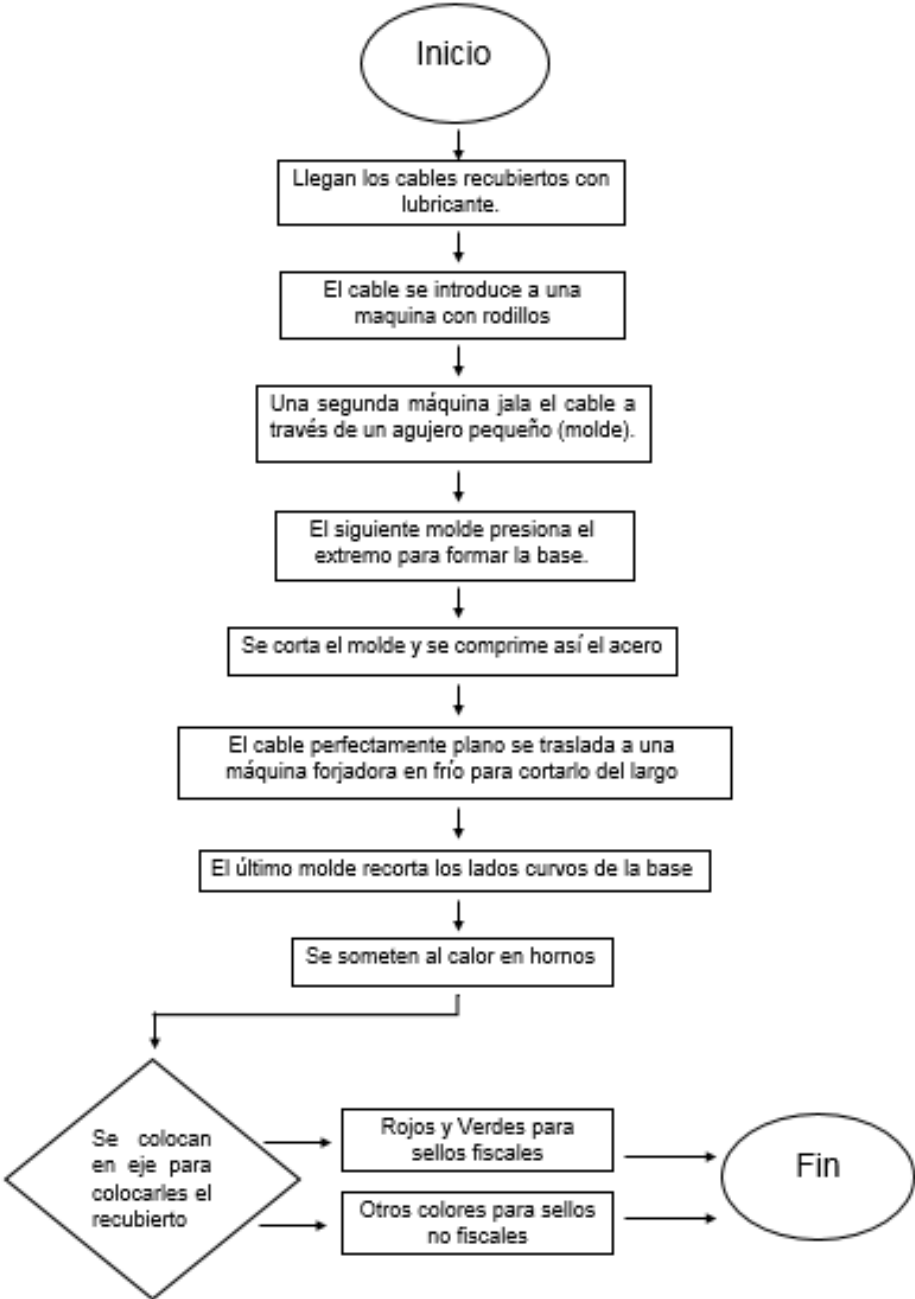 Inicio
Llegan los cables recubiertos con
lubricante.
El cable se introduce a una
maquina con rodillos
Una segunda máquina jala el cable a
través de un agujero pequeño (molde).
El siguiente molde presiona el
extremo para formar la base.
Se corta el molde y se comprime así el acero
El cable perfectamente plano se traslada a una
máquina forjadora en frío para cortarlo del largo
El último molde recorta los lados curvos de la base
Se someten al calor en hornos
Se colocan
en eje para
colocarles el
recubierto
Rojos y Verdes para
sellos fiscales
Otros colores para sellos
no fiscales
Fin